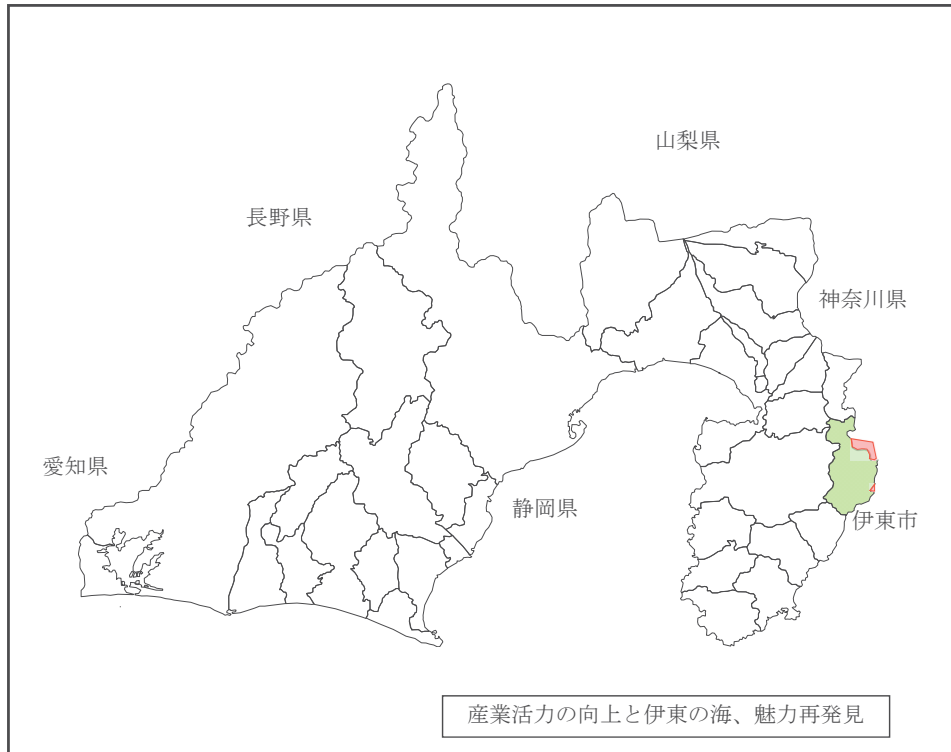 山梨県
長野県
神奈川県
愛知県
静岡県
伊東市
産業活力の向上と伊東の海、魅力再発見